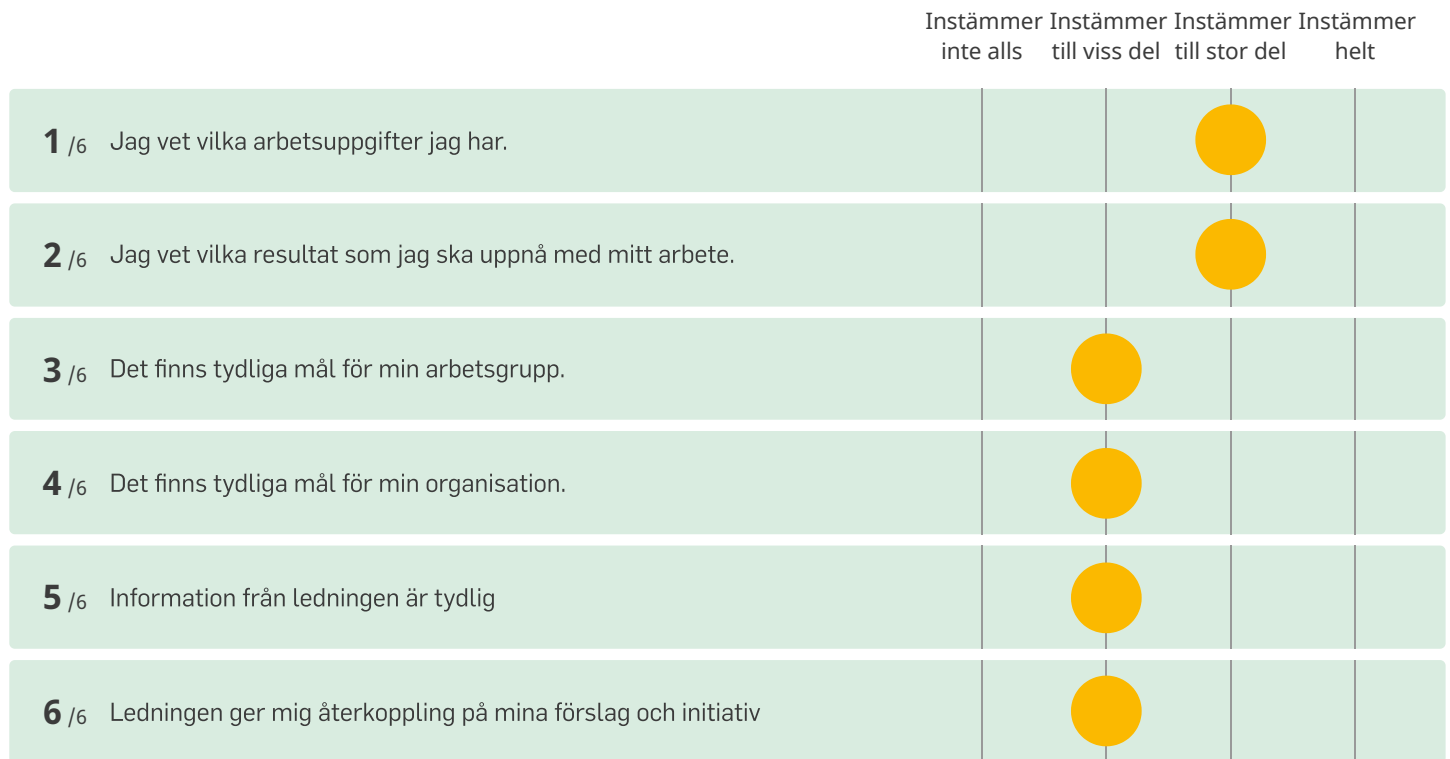 Instämmer Instämmer Instämmer Instämmer
inte alls till viss del till stor del helt
1 /6 Jag vet vilka arbetsuppgifter jag har.
2 /6 Jag vet vilka resultat som jag ska uppnå med mitt arbete.
3 /6 Det finns tydliga mål för min arbetsgrupp.
4 /6 Det finns tydliga mål för min organisation.
5 /6 Information från ledningen är tydlig
6 /6 Ledningen ger mig återkoppling på mina förslag och initiativ